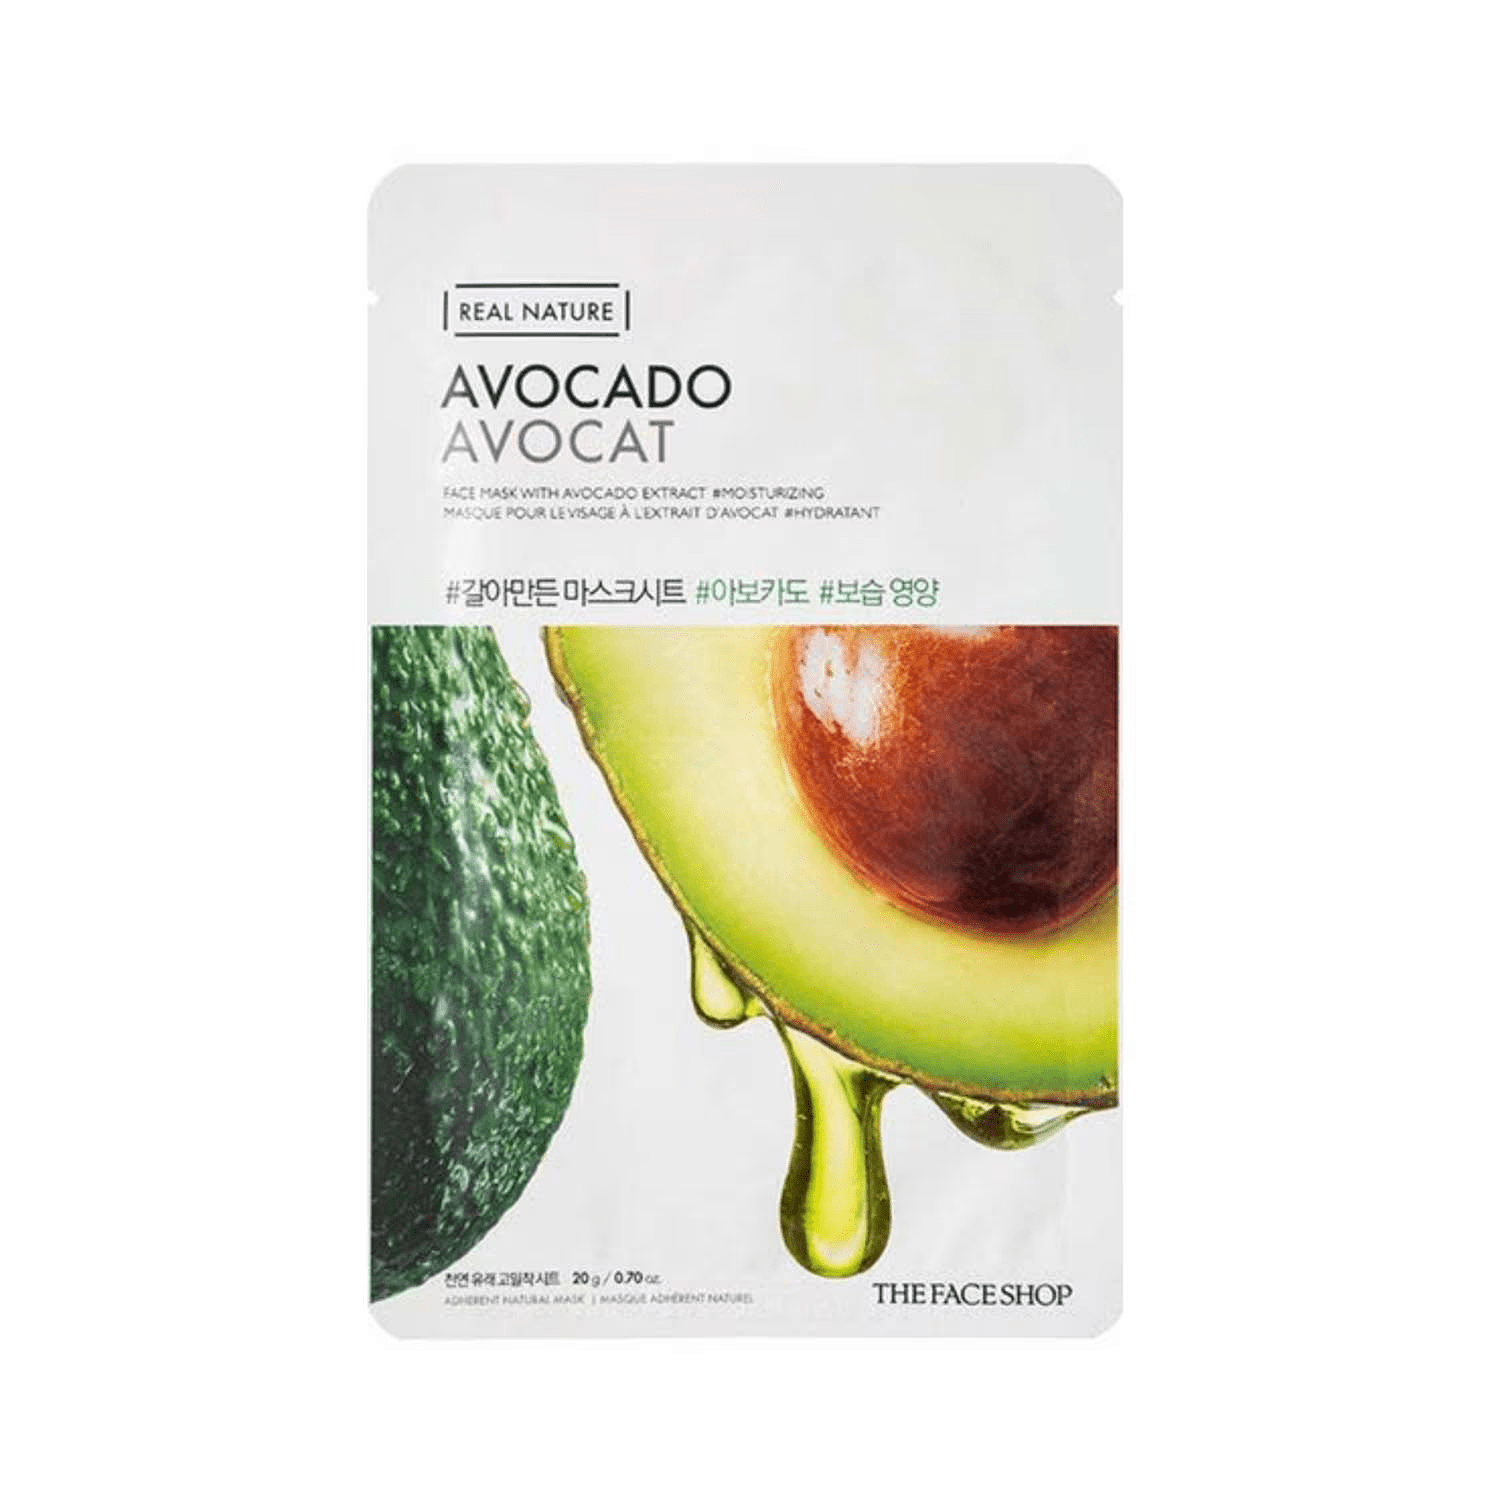 REAL NATURE
AVOCADO
AVOCAT
FACE MASK WITH AVOCADO EXTRACT #MOISTURIZING
MASQUE POUR LE VISAGE À L'EXTRAIT D'AVOCAT #HYDRATANT
#갈아만든 마스크시트 #아보카도 #보습 영양
천연 유래 고밀착 시트 20 g / 0.70 oz.
ADHERENT NATURAL MASK | MASQUE ADHÉRENT NATUREL
THE FACE SHOP